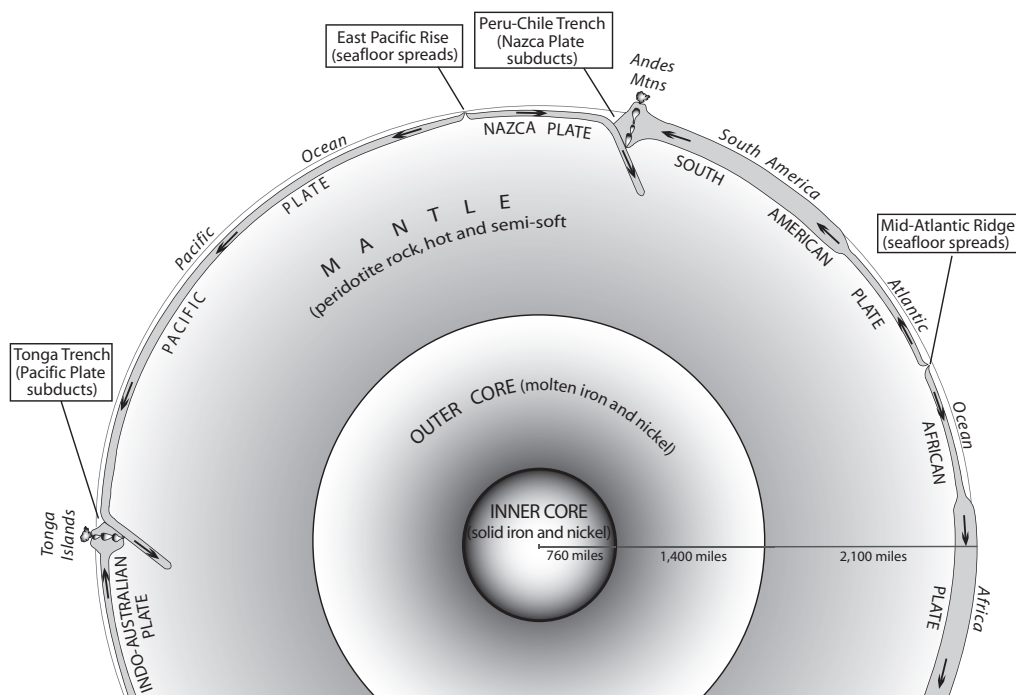 Peru-Chile Trench
(Nazca Plate
subducts)
East Pacific Rise
(seafloor spreads)
Andes
Mtns
NAZCA PLATE
Ocean
PLATE
Pacific
PACIFIC
South America
SOUTH
AMERICAN
PLATE
MANTLE
(peridotite rock, hot and semi-soft
Mid-Atlantic Ridge
(seafloor spreads)
Atlantic
Ocean
AFRICAN
PLATE
Africa
Tonga Trench
(Pacific Plate
subducts)
Tonga
Islands
INDO-AUSTRALIAN
PLATE
OUTER CORE (molten iron and nickel)
INNER CORE
(solid iron and nickel)
760 miles
1,400 miles
2,100 miles